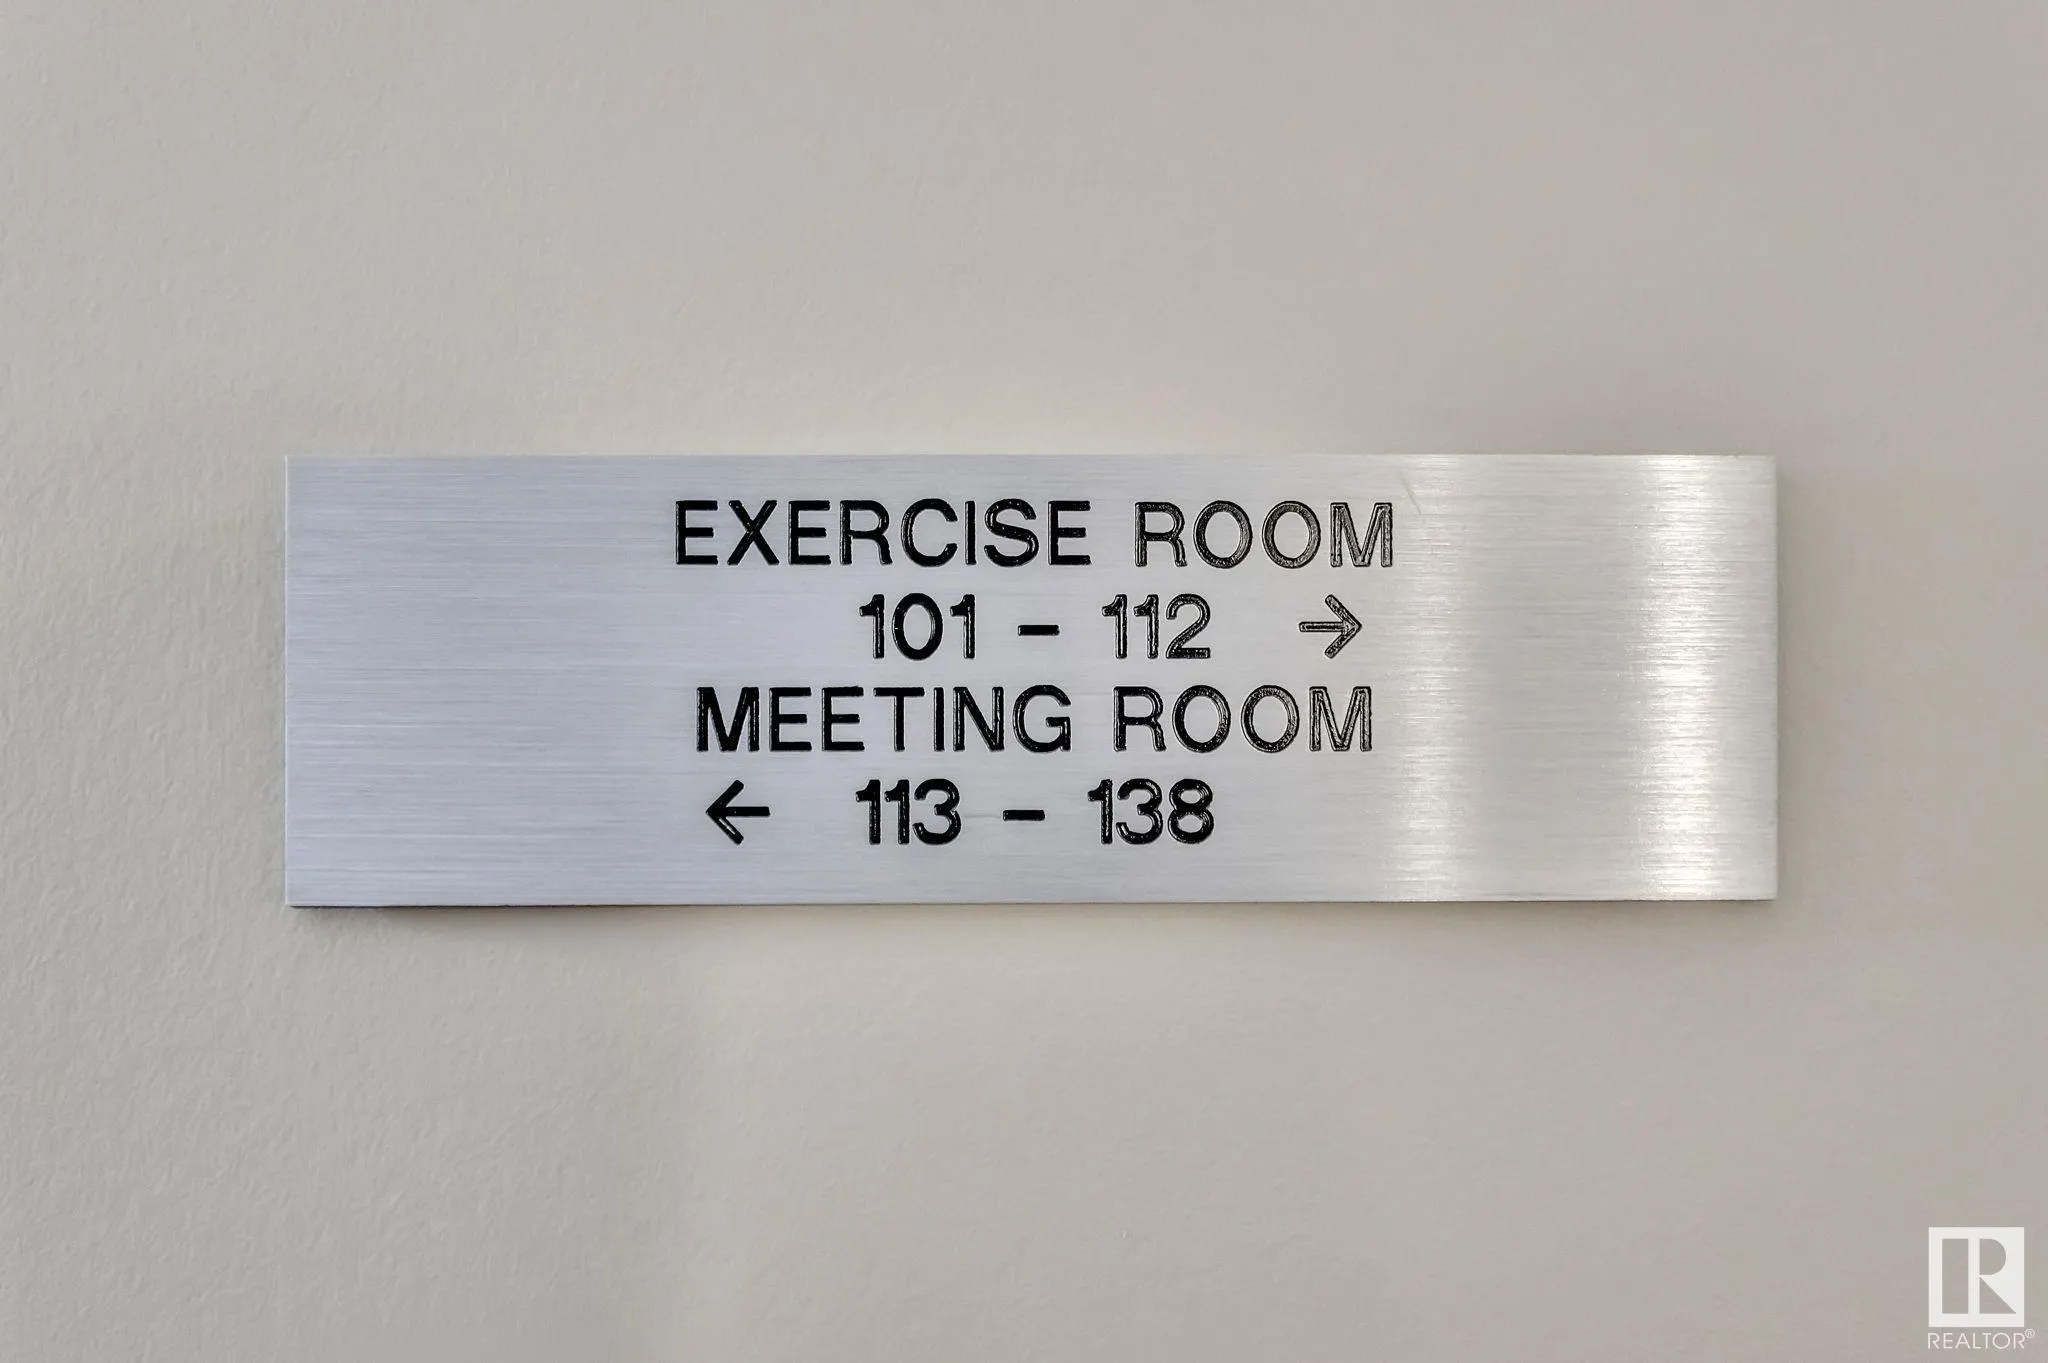 EXERCISE ROOM
101 - 112 →
MEETING ROOM
← 113 - 138
REALTOR®